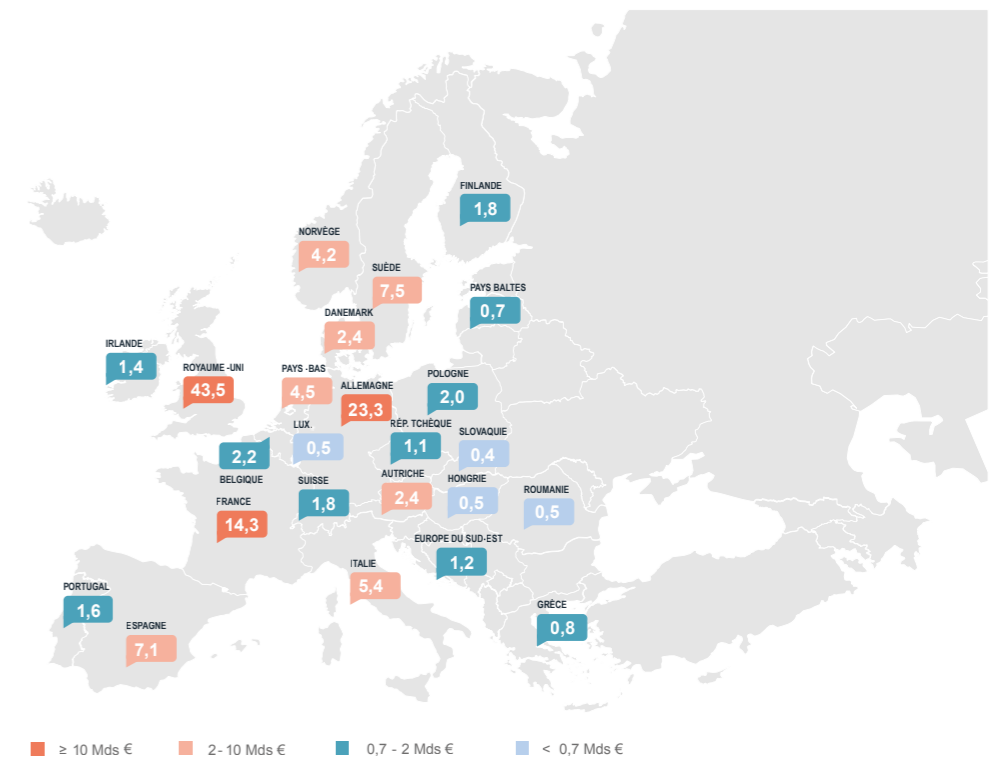 FINLANDE
1,8
NORVÈGE
4,2
SUÈDE
7,5
PAYS BALTES
0,7
DANEMARK
2,4
IRLANDE
1,4
ROYAUME -UNI
43,5
PAYS -BAS
4,5
ALLEMAGNE
23,3
POLOGNE
2,0
LUX.
0,5
RÉP. TCHÈQUE
1,1
SLOVAQUIE
0,4
2,2
BELGIQUE
SUISSE
1,8
AUTRICHE
2,4
HONGRIE
0,5
ROUMANIE
0,5
FRANCE
14,3
EUROPE DU SUD-EST
1,2
ITALIE
5,4
PORTUGAL
1,6
ESPAGNE
7,1
GRÈCE
0,8
≥ 10 Mds €
2- 10 Mds €
0,7 - 2 Mds €
< 0,7 Mds €